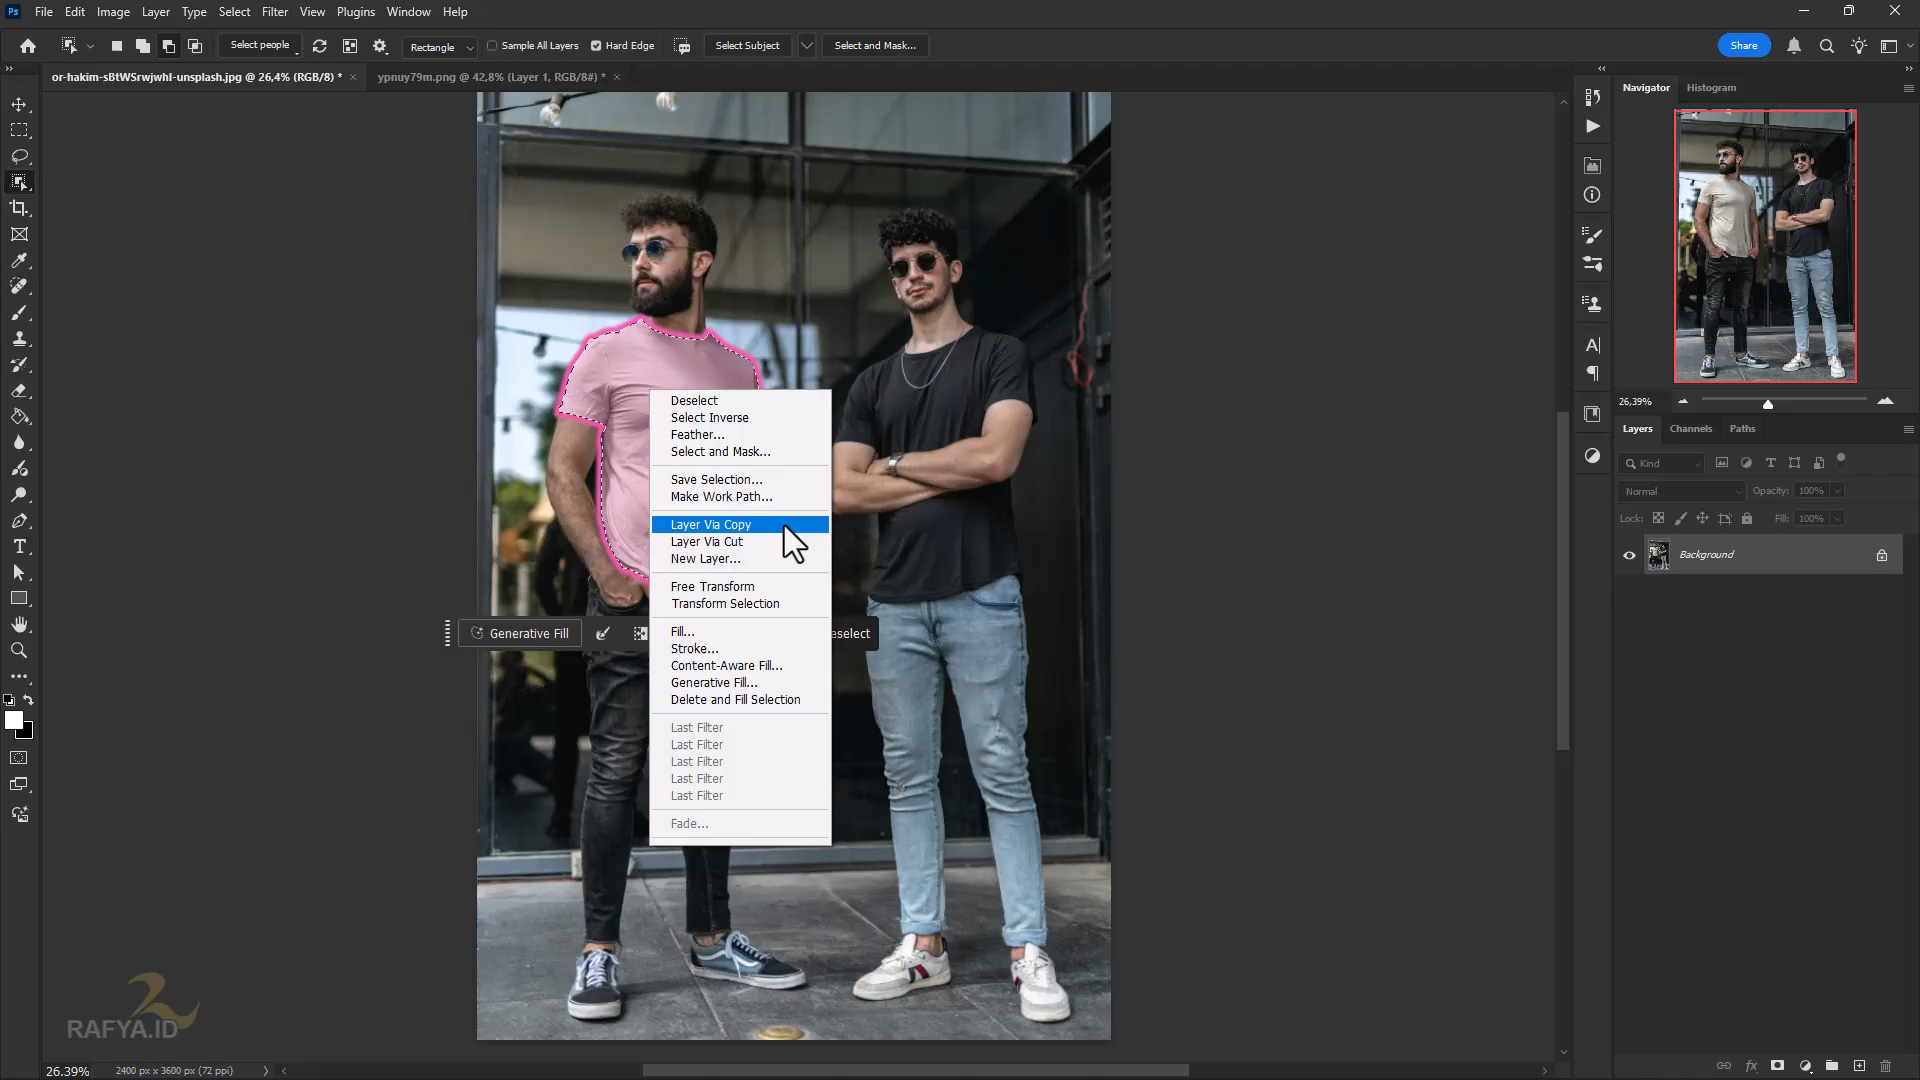 Ps File Edit Image Layer Type Select Filter View Plugins Window Help
Select people Rectangle Sample All Layers Hard Edge Select Subject Select and Mask... Share
or-hakim-sBtWSrwjwhI-unsplash.jpg @ 26,4% (RGB/8) * ypnuy79m.png @ 42,8% (Layer 1, RGB/8#) *
Navigator Histogram
26,39%
Layers Channels Paths
Kind
Normal Opacity: 100%
Lock: Fill: 100%
Background
Deselect
Select Inverse
Feather...
Select and Mask...
Save Selection...
Make Work Path...
Layer Via Copy
Layer Via Cut
New Layer...
Free Transform
Transform Selection
Generative Fill eselect
Fill...
Stroke...
Content-Aware Fill...
Generative Fill...
Delete and Fill Selection
Last Filter
Last Filter
Last Filter
Last Filter
Last Filter
Fade...
RAFYA.ID
26.39% 2400 px x 3600 px (72 ppi)